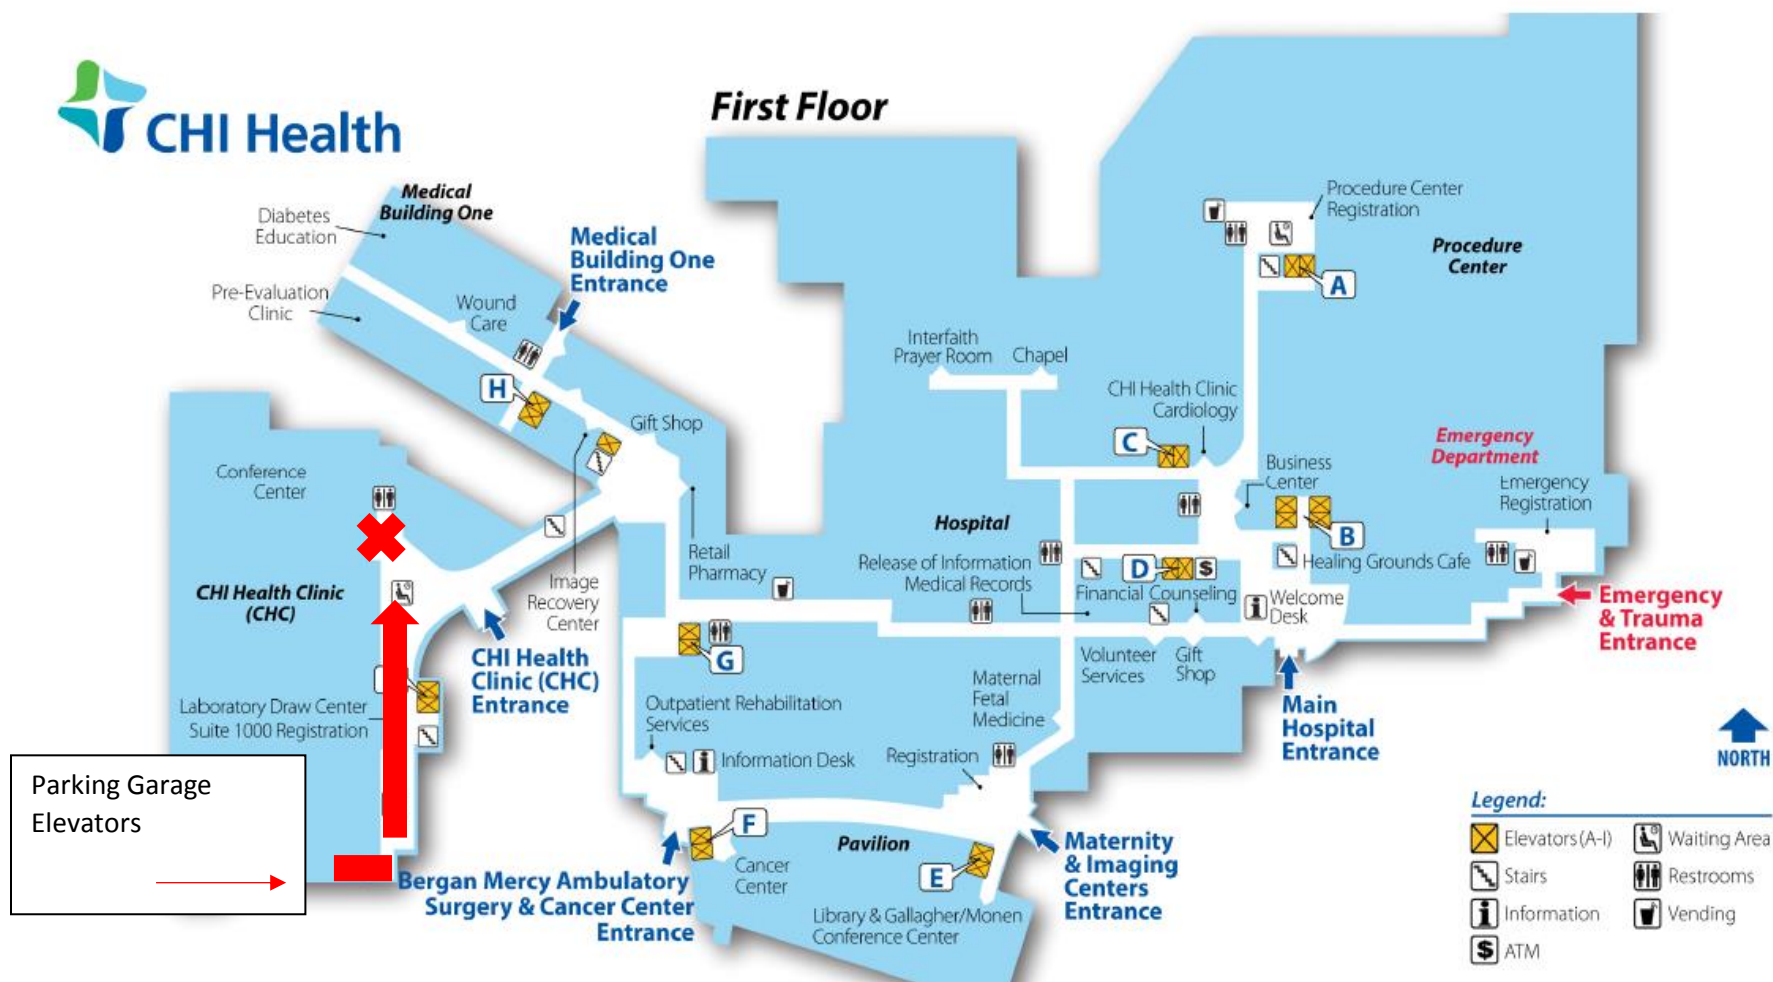 CHI Health
First Floor
Medical
Building One
Diabetes
Education
Pre-Evaluation
Clinic
Wound
Care
Medical
Building One
Entrance
H
Gift Shop
Conference
Center
CHI Health Clinic
(CHC)
Image
Recovery
Center
Retail
Pharmacy
CHI Health
Clinic (CHC)
Entrance
Laboratory Draw Center
Suite 1000 Registration
Parking Garage
Elevators
G
Outpatient Rehabilitation
Services
Information Desk
F
Cancer
Center
Bergan Mercy Ambulatory
Surgery & Cancer Center
Entrance
Pavilion
E
Library & Gallagher/Monen
Conference Center
Registration
Maternal
Fetal
Medicine
Maternity
& Imaging
Centers
Entrance
Interfaith
Prayer Room
Chapel
CHI Health Clinic
Cardiology
C
Hospital
Release of Information
Medical Records
D
$
Financial Counseling
Volunteer
Services
Gift
Shop
Welcome
Desk
Main
Hospital
Entrance
Business
Center
B
Healing Grounds Cafe
Procedure Center
Registration
A
Procedure
Center
Emergency
Department
Emergency
Registration
Emergency
& Trauma
Entrance
NORTH
Legend:
Elevators (A-I)
Waiting Area
Stairs
Restrooms
Information
Vending
$ ATM